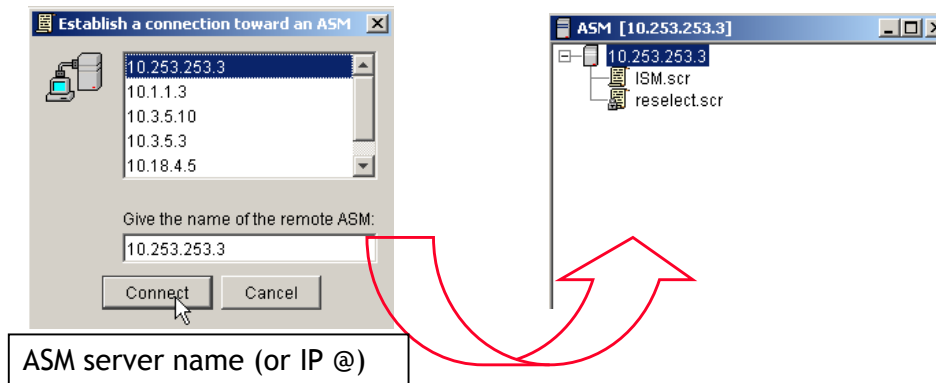 Establish a connection toward an ASM
10.253.253.3
10.1.1.3
10.3.5.10
10.3.5.3
10.18.4.5
Give the name of the remote ASM:
10.253.253.3
Connect
Cancel
ASM server name (or IP @)
ASM [10.253.253.3]
10.253.253.3
ISM.scr
reselect.scr